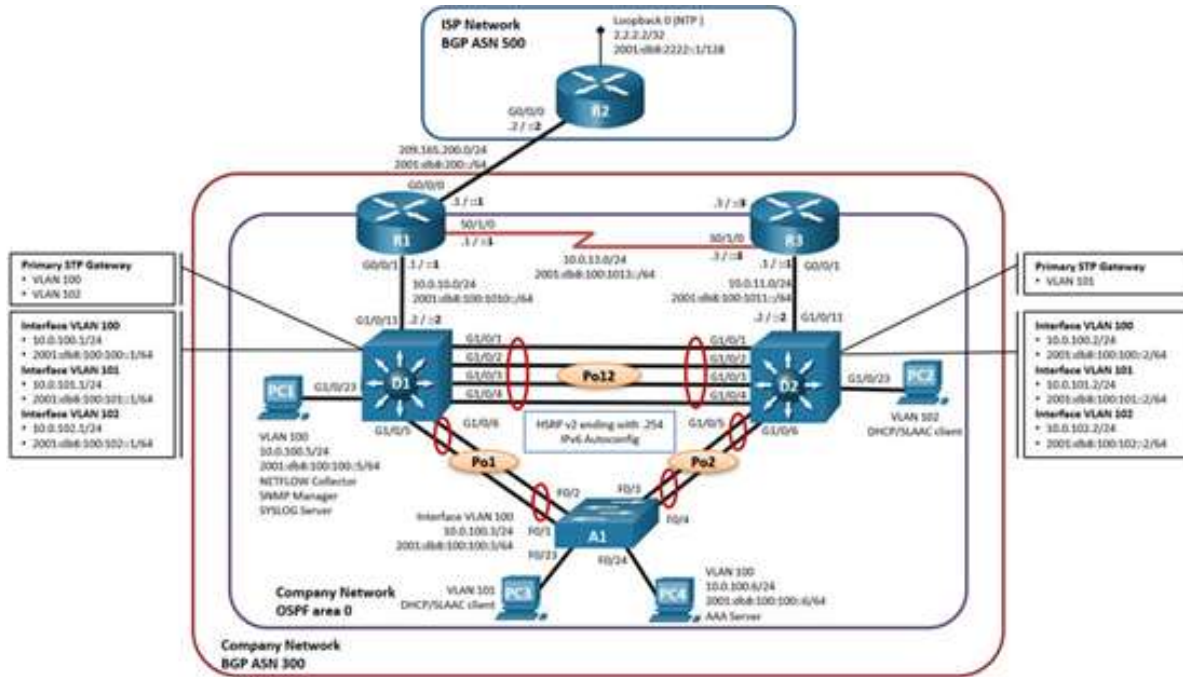 ISP Network
BGP ASN 500
Loopback 0 (NTP )
2.2.2.2/32
2001:db8:2222::1/128
R2
G0/0/0
.2 / ::2
209.165.200.0/24
2001:db8:200::/64
G0/0/0
.1 / ::1
R1
S0/1/0
.1 / ::1
G0/0/1
.1 / ::1
.3 / ::3
R3
S0/1/0
.3 / ::3
G0/0/1
.1 / ::1
10.0.13.0/24
2001:db8:100:1013::/64
10.0.10.0/24
2001:db8:100:1010::/64
.2 / ::2
G1/0/11
10.0.11.0/24
2001:db8:100:1011::/64
.2 / ::2
G1/0/11
Primary STP Gateway
• VLAN 100
• VLAN 102
Interface VLAN 100
• 10.0.100.1/24
• 2001:db8:100:100::1/64
Interface VLAN 101
• 10.0.101.1/24
• 2001:db8:100:101::1/64
Interface VLAN 102
• 10.0.102.1/24
• 2001:db8:100:102::1/64
Primary STP Gateway
• VLAN 101
Interface VLAN 100
• 10.0.100.2/24
• 2001:db8:100:100::2/64
Interface VLAN 101
• 10.0.101.2/24
• 2001:db8:100:101::2/64
Interface VLAN 102
• 10.0.102.2/24
• 2001:db8:100:102::2/64
D1
G1/0/1
G1/0/2
G1/0/3
G1/0/4
Po12
G1/0/1
G1/0/2
G1/0/3
G1/0/4
D2
PC1
G1/0/23
VLAN 100
10.0.100.5/24
2001:db8:100:100::5/64
NETFLOW Collector
SNMP Manager
SYSLOG Server
G1/0/23
PC2
VLAN 102
DHCP/SLAAC client
G1/0/5
G1/0/6
HSRP v2 ending with .254
IPv6 Autoconfig
G1/0/5
G1/0/6
Po1
Po2
F0/2
F0/1
F0/3
F0/4
Interface VLAN 100
10.0.100.3/24
2001:db8:100:100:3/64
A1
F0/23
F0/24
VLAN 101
DHCP/SLAAC client
PC3
PC4
VLAN 100
10.0.100.6/24
2001:db8:100:100::6/64
AAA Server
Company Network
OSPF area 0
Company Network
BGP ASN 300